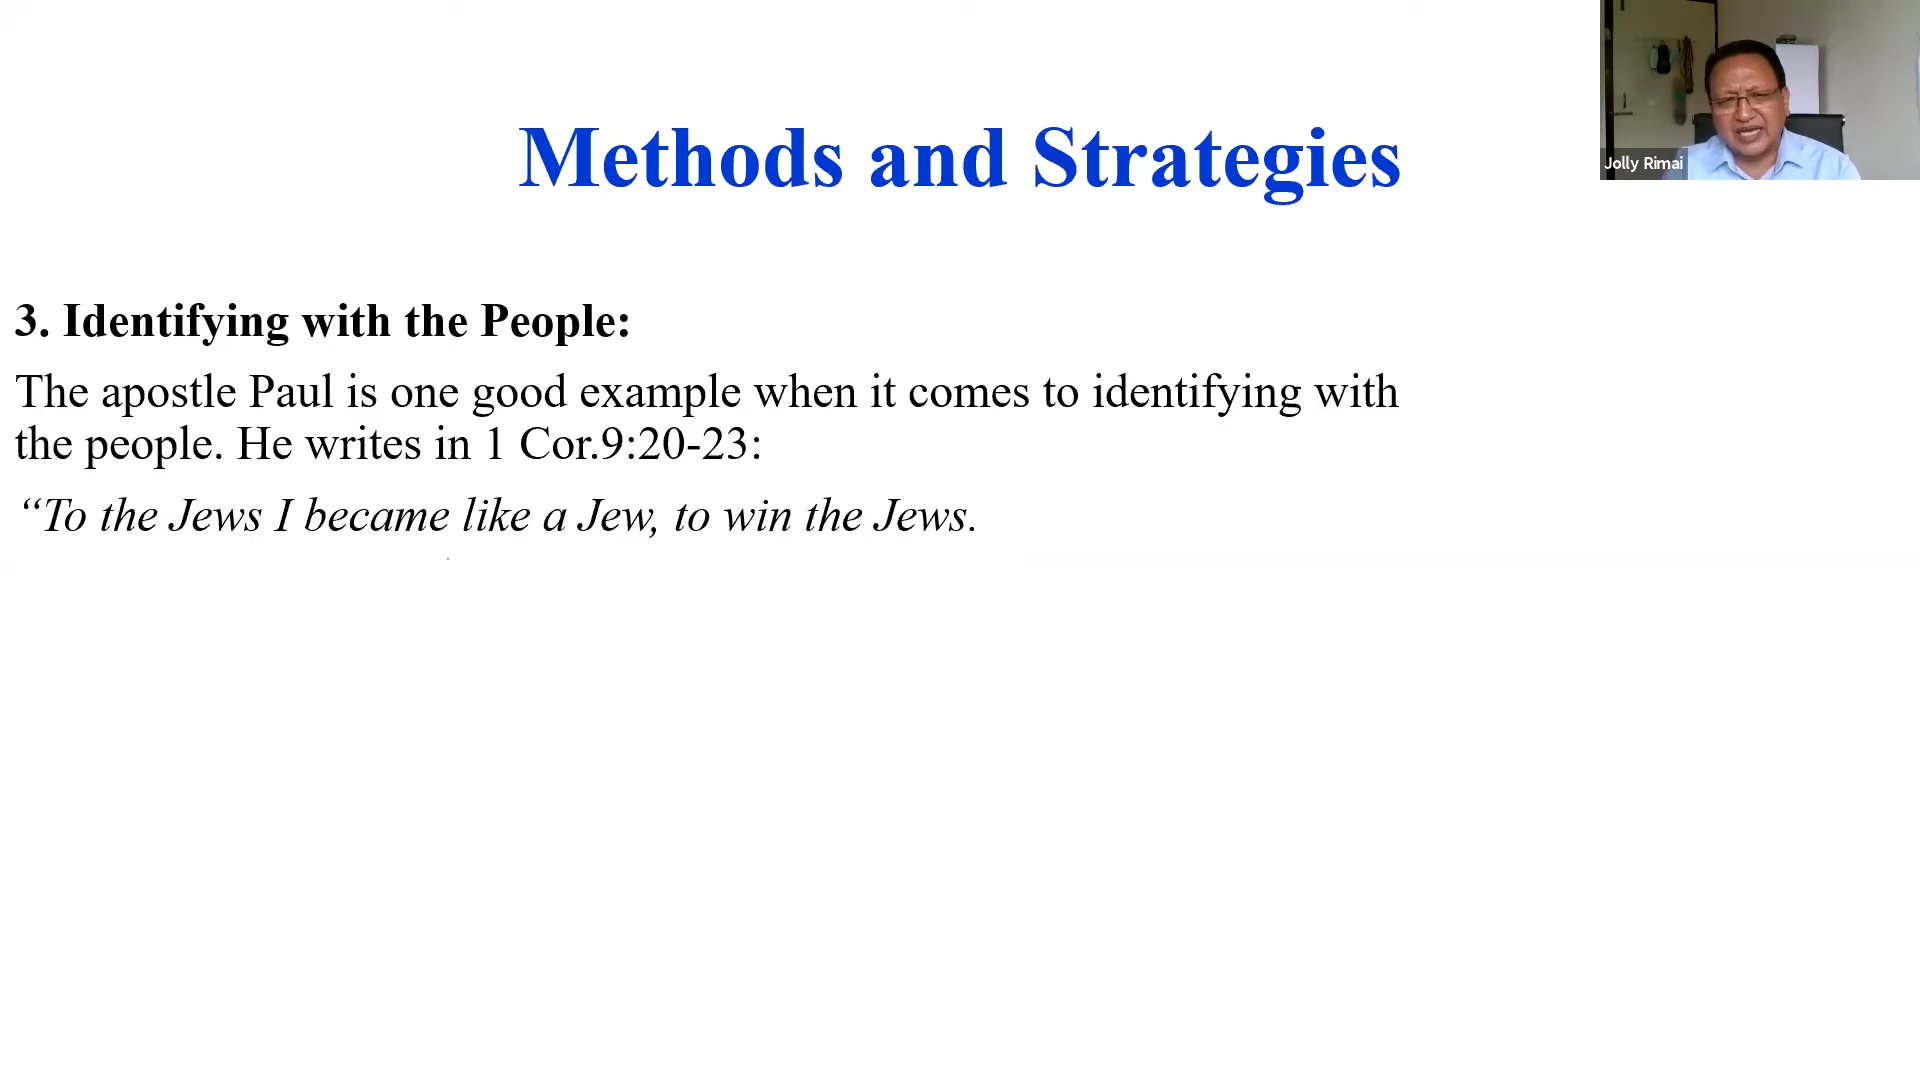 Methods and Strategies
Jolly Rimai
3. Identifying with the People:
The apostle Paul is one good example when it comes to identifying with
the people. He writes in 1 Cor.9:20-23:
“To the Jews I became like a Jew, to win the Jews.